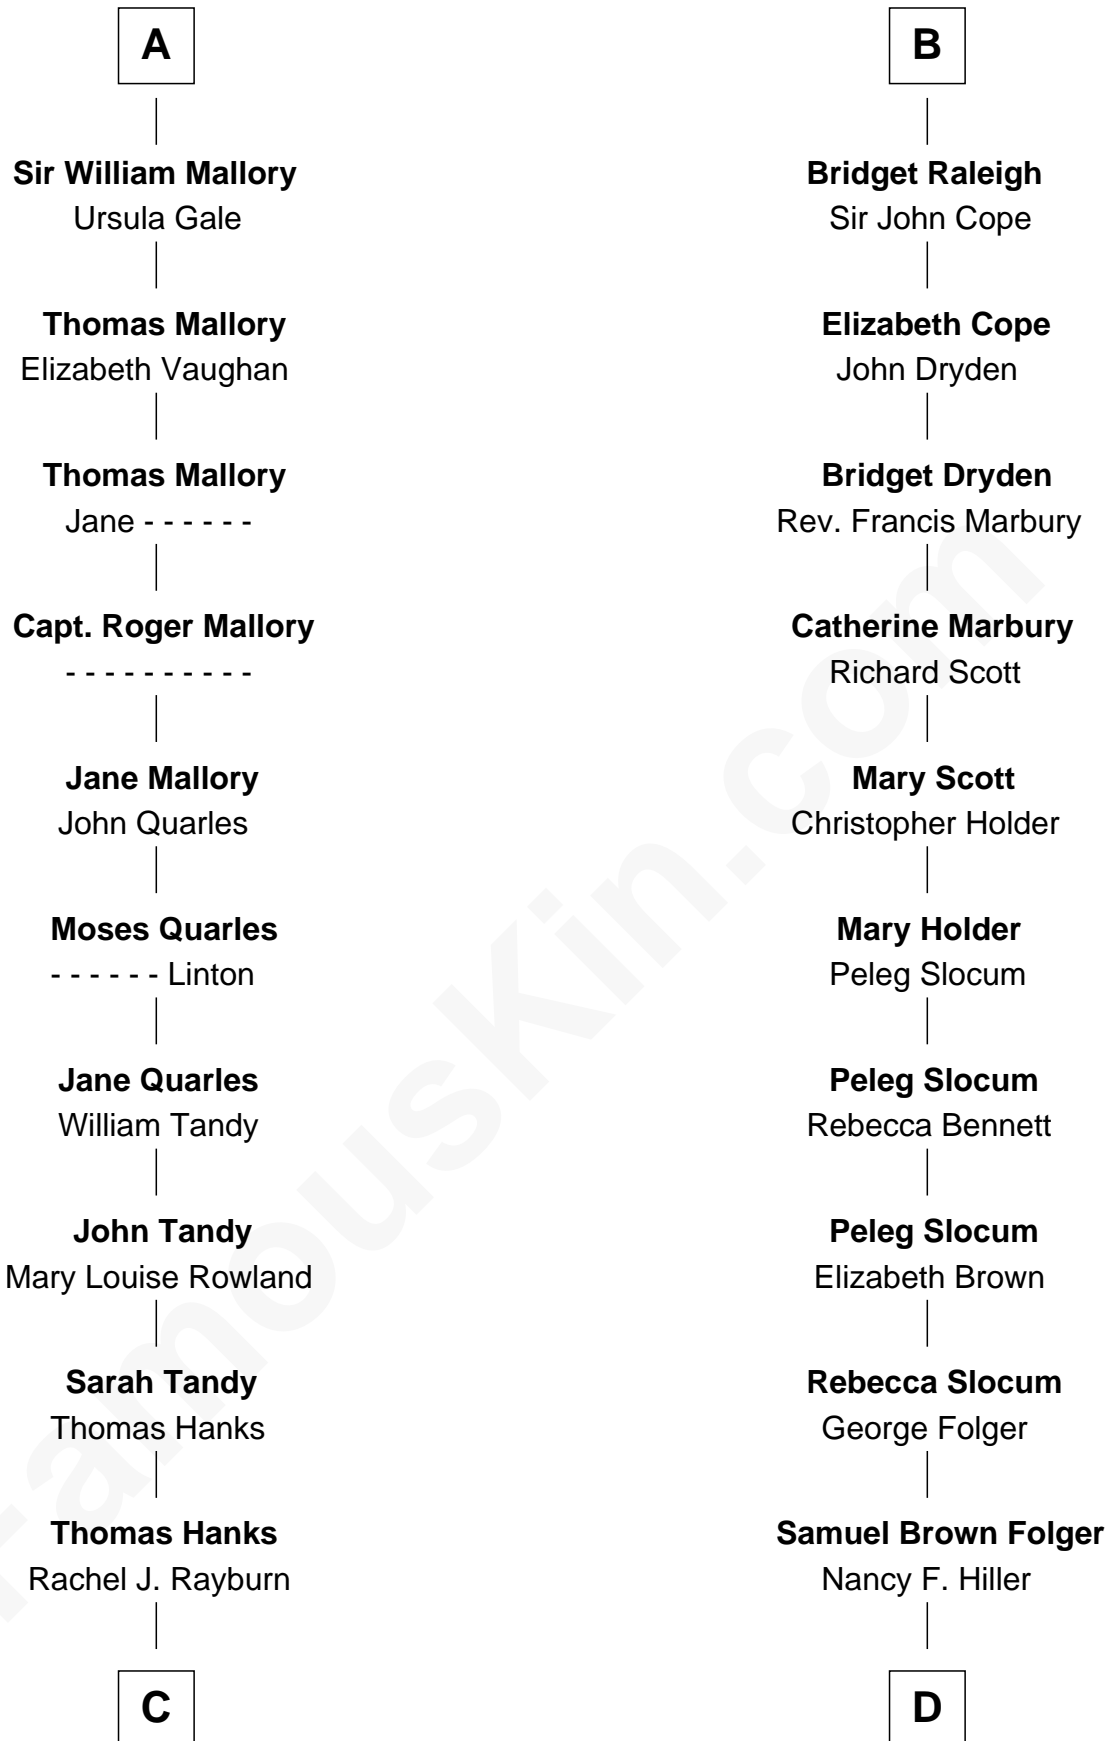 A
Sir William Mallory
Ursula Gale
Thomas Mallory
Elizabeth Vaughan
Thomas Mallory
Jane - - - - - -
Capt. Roger Mallory
- - - - - - - - - -
Jane Mallory
John Quarles
Moses Quarles
- - - - - - Linton
Jane Quarles
William Tandy
John Tandy
Mary Louise Rowland
Sarah Tandy
Thomas Hanks
Thomas Hanks
Rachel J. Rayburn
C
B
Bridget Raleigh
Sir John Cope
Elizabeth Cope
John Dryden
Bridget Dryden
Rev. Francis Marbury
Catherine Marbury
Richard Scott
Mary Scott
Christopher Holder
Mary Holder
Peleg Slocum
Peleg Slocum
Rebecca Bennett
Peleg Slocum
Elizabeth Brown
Rebecca Slocum
George Folger
Samuel Brown Folger
Nancy F. Hiller
D
FamousKin.com